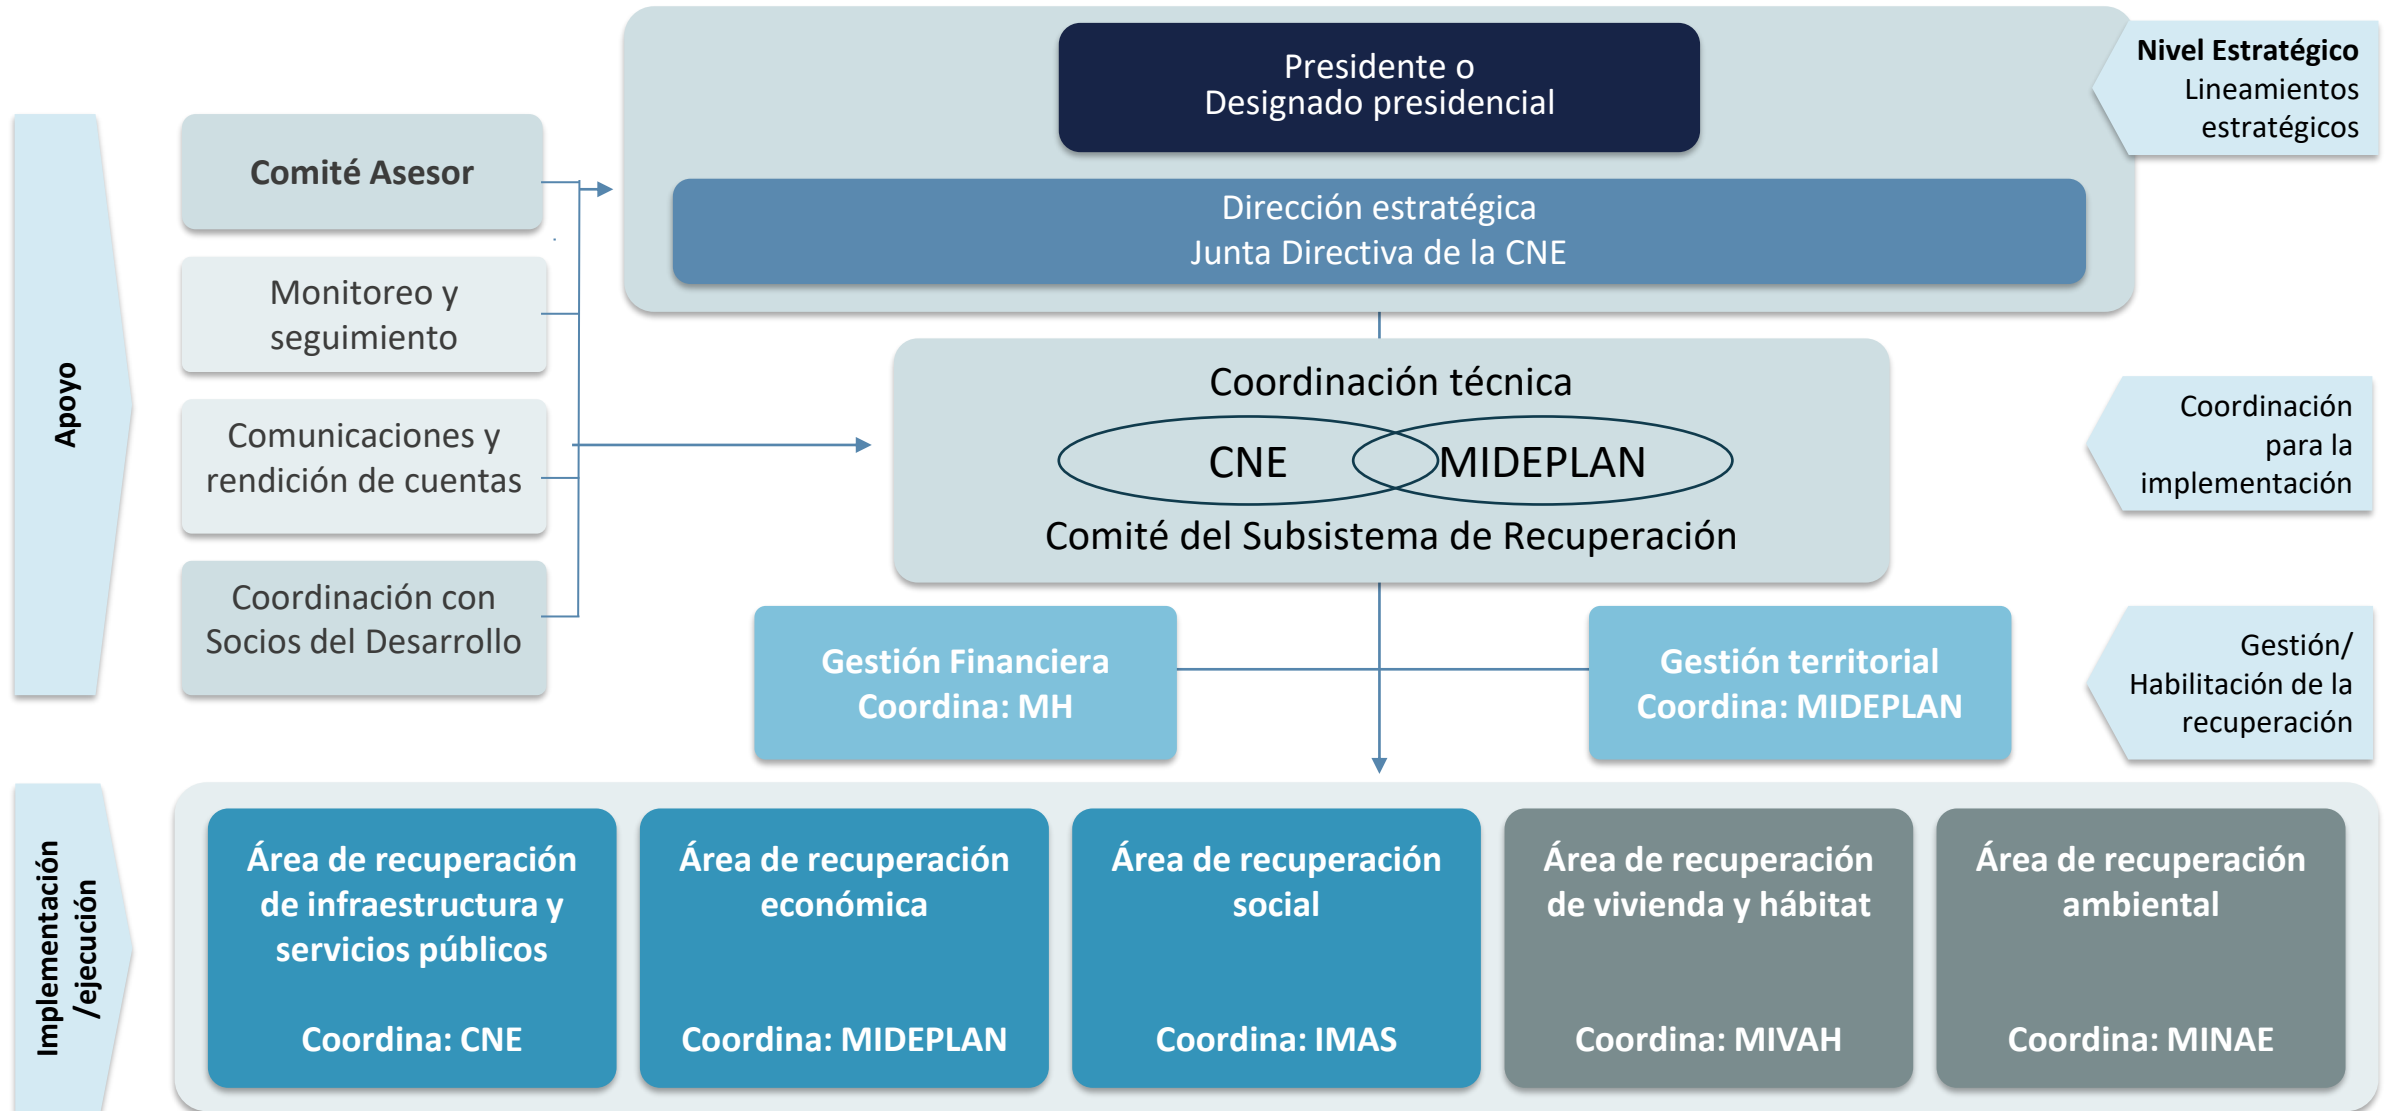 Presidente o
Designado presidencial
Nivel Estratégico
Lineamientos
estratégicos
Dirección estratégica
Junta Directiva de la CNE
Apoyo
Comité Asesor
Monitoreo y
seguimiento
Comunicaciones y
rendición de cuentas
Coordinación con
Socios del Desarrollo
Coordinación técnica
CNE
MIDEPLAN
Comité del Subsistema de Recuperación
Coordinación
para la
implementación
Gestión Financiera
Coordina: MH
Gestión territorial
Coordina: MIDEPLAN
Gestión/
Habilitación de la
recuperación
Implementación
/ejecución
Área de recuperación
de infraestructura y
servicios públicos
Coordina: CNE
Área de recuperación
económica
Coordina: MIDEPLAN
Área de recuperación
social
Coordina: IMAS
Área de recuperación
de vivienda y hábitat
Coordina: MIVAH
Área de recuperación
ambiental
Coordina: MINAE